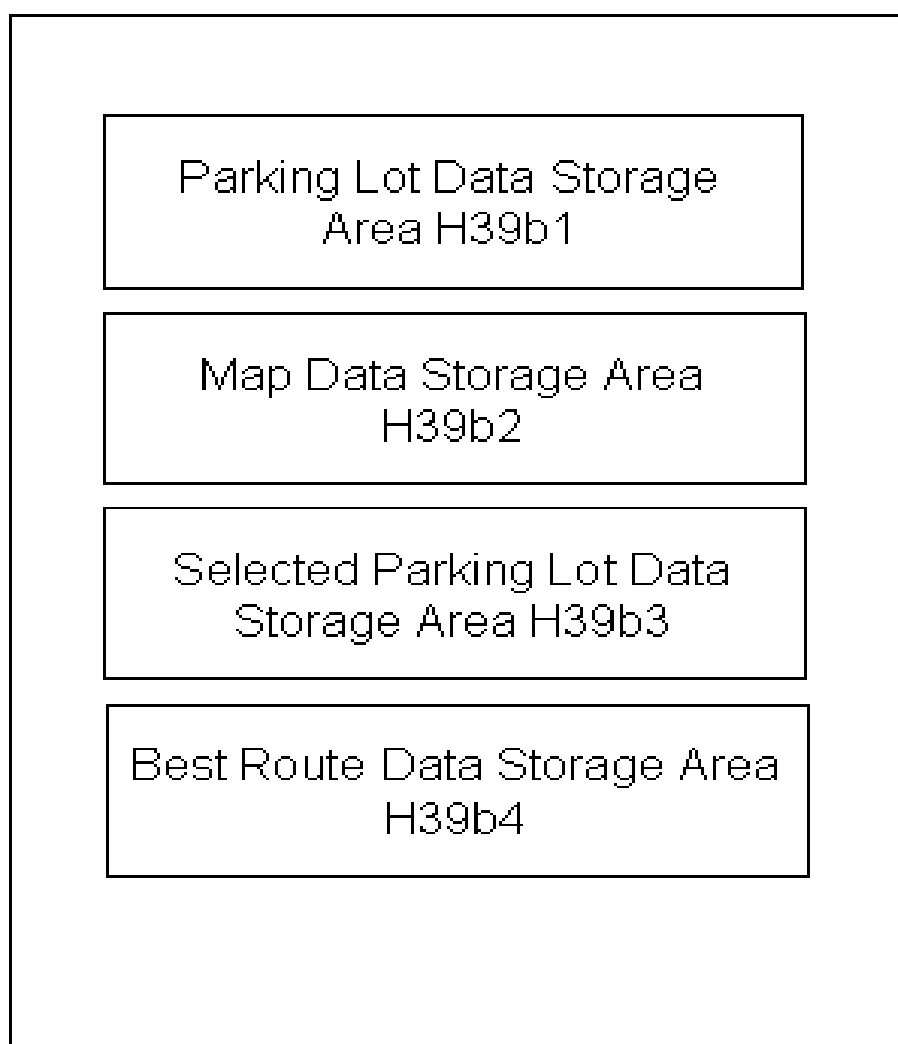 Parking Lot Data Storage
Area H39b1
Map Data Storage Area
H39b2
Selected Parking Lot Data
Storage Area H39b3
Best Route Data Storage Area
H39b4